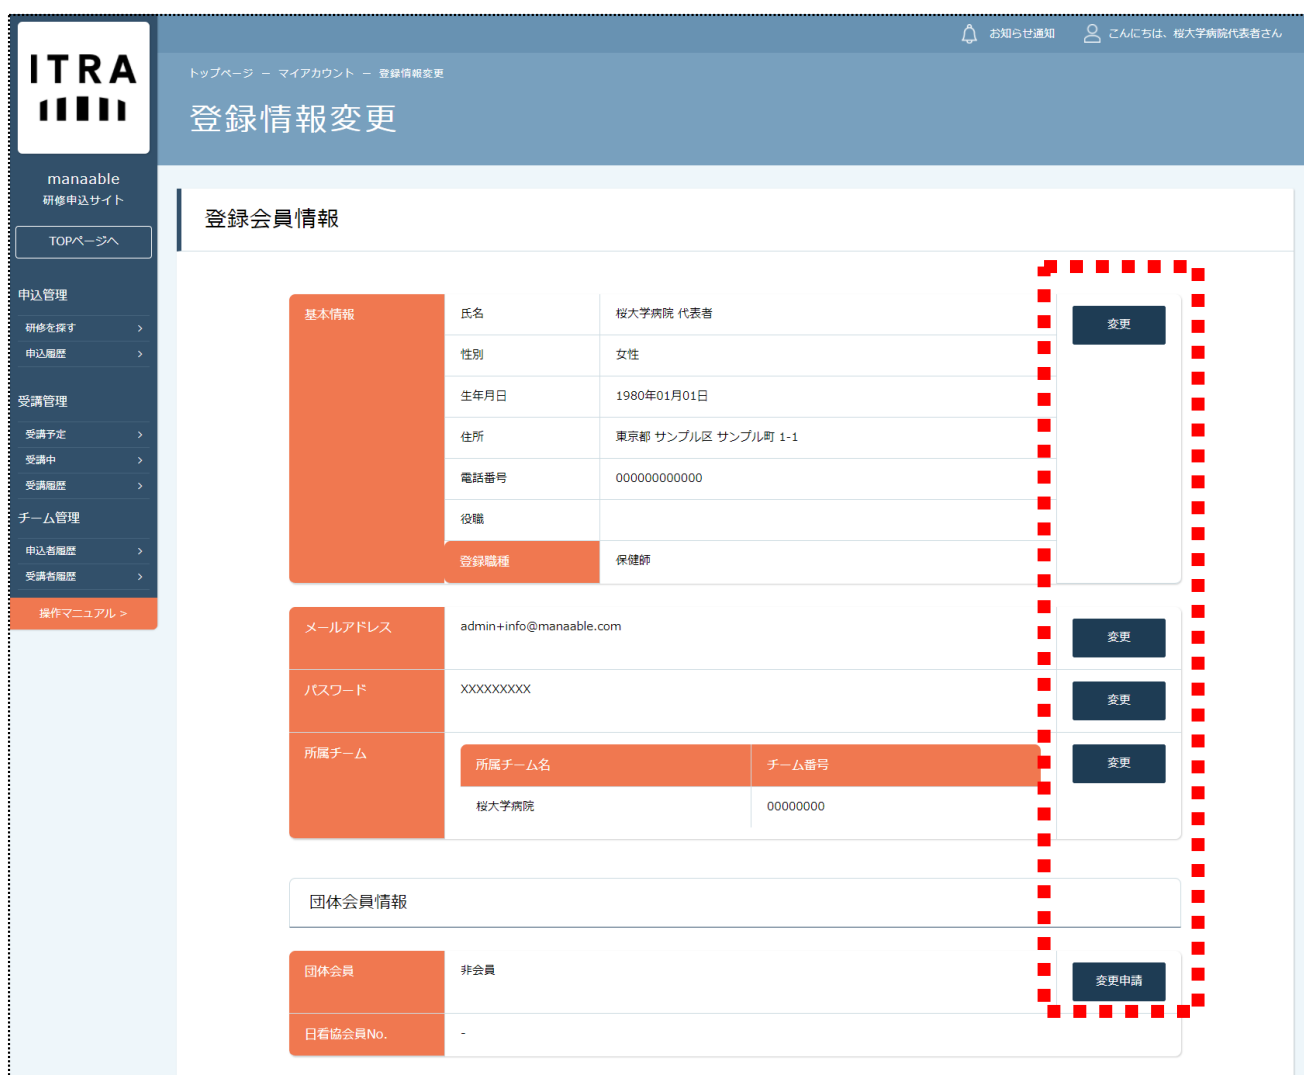 ITRA
お知らせ通知
こんにちは、桜大学病院代表者さん
トップページ － マイアカウント － 登録情報変更
登録情報変更
manaable
研修申込サイト
TOPページへ
申込管理
研修を探す
申込履歴
受講管理
受講予定
受講中
受講履歴
チーム管理
申込者履歴
受講者履歴
操作マニュアル >
登録会員情報
基本情報
氏名 桜大学病院 代表者
変更
性別 女性
生年月日 1980年01月01日
住所 東京都 サンプル区 サンプル町 1-1
電話番号 000000000000
役職
登録職種 保健師
メールアドレス admin+info@manaable.com 変更
パスワード XXXXXXXXX 変更
所属チーム 所属チーム名 チーム番号 変更
桜大学病院 00000000
団体会員情報
団体会員 非会員 変更申請
日看協会員No. -